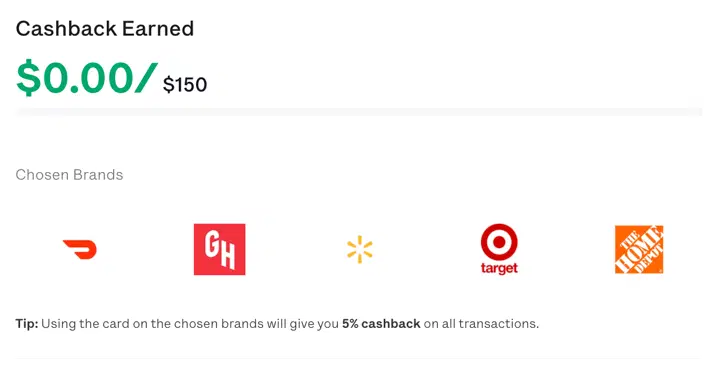 Cashback Earned
$0.00/ $150
Chosen Brands
GH
target
THE
HOME
DEPOT
Tip: Using the card on the chosen brands will give you 5% cashback on all transactions.